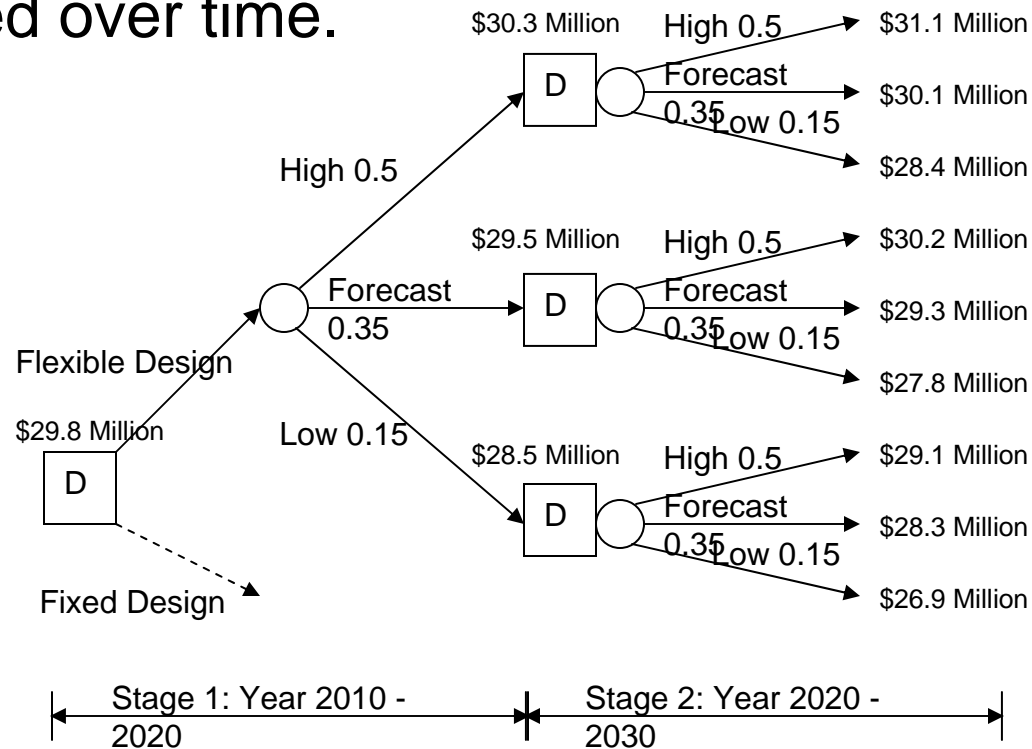 ed over time.
$30.3 Million
High 0.5
$31.1 Million
D
Forecast
0.35
$30.1 Million
Low 0.15
$28.4 Million
High 0.5
$29.5 Million
High 0.5
$30.2 Million
Forecast
0.35
D
Forecast
0.35
$29.3 Million
Low 0.15
$27.8 Million
Flexible Design
$29.8 Million
D
Low 0.15
$28.5 Million
High 0.5
$29.1 Million
D
Forecast
0.35
$28.3 Million
Low 0.15
$26.9 Million
Fixed Design
Stage 1: Year 2010 -
2020
Stage 2: Year 2020 -
2030